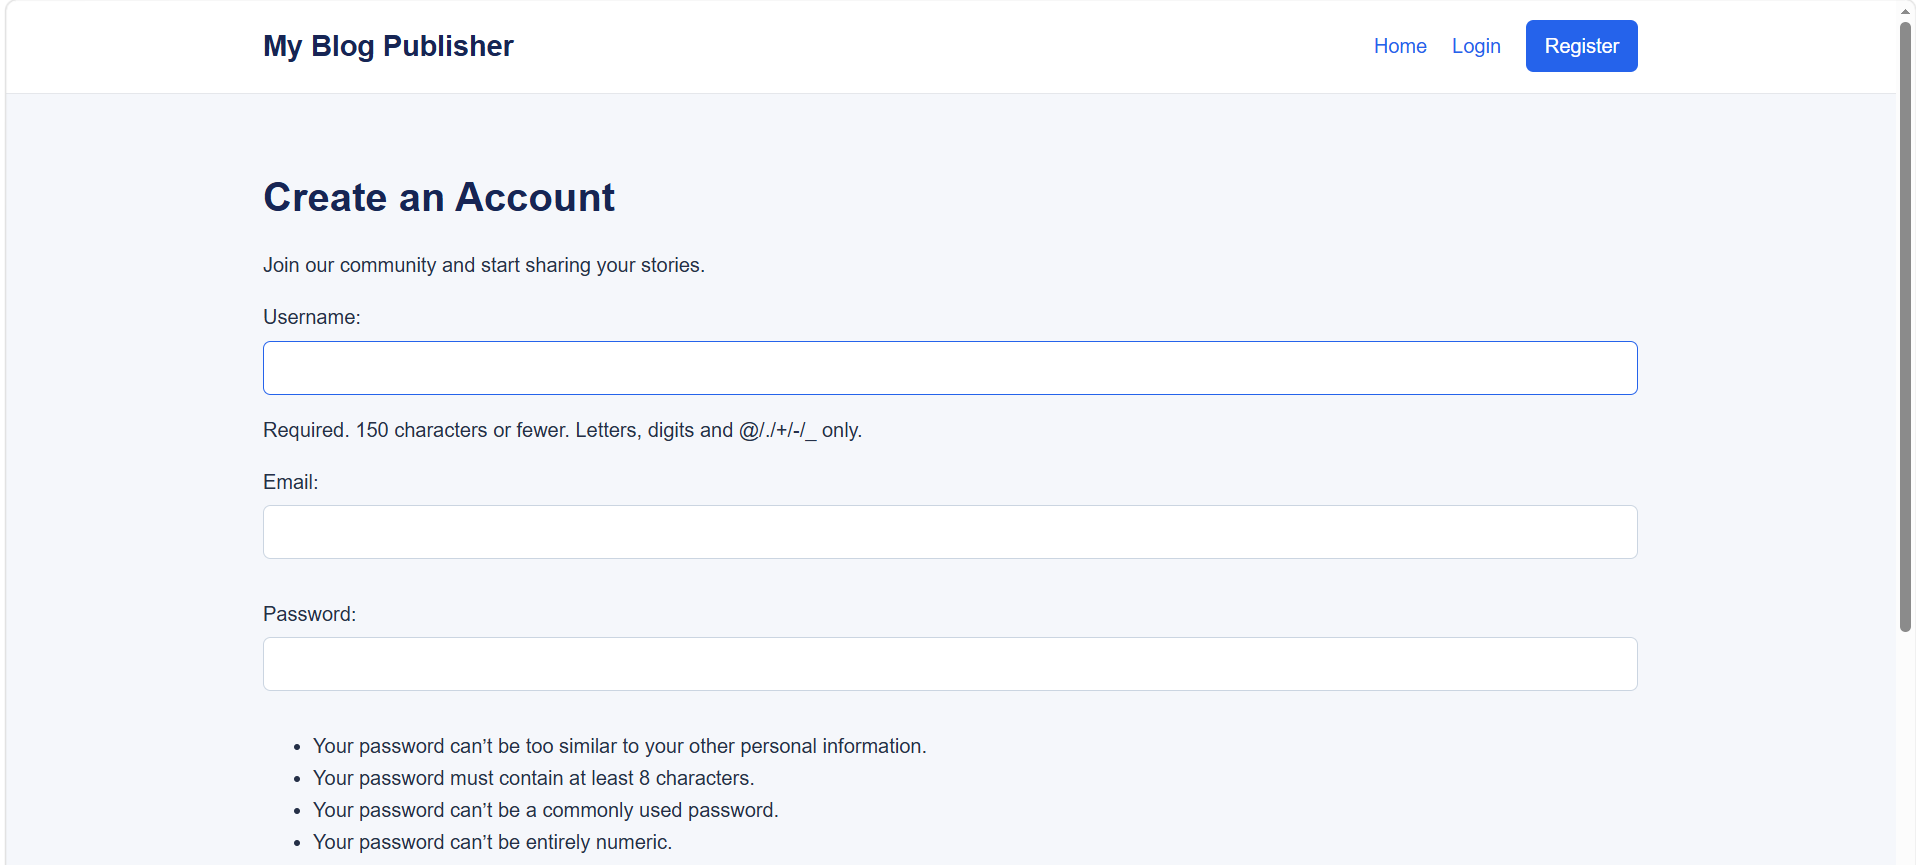 My Blog Publisher
Home Login Register
Create an Account
Join our community and start sharing your stories.
Username:
Required. 150 characters or fewer. Letters, digits and @/./+/-/_ only.
Email:
Password:
• Your password can’t be too similar to your other personal information.
• Your password must contain at least 8 characters.
• Your password can’t be a commonly used password.
• Your password can’t be entirely numeric.